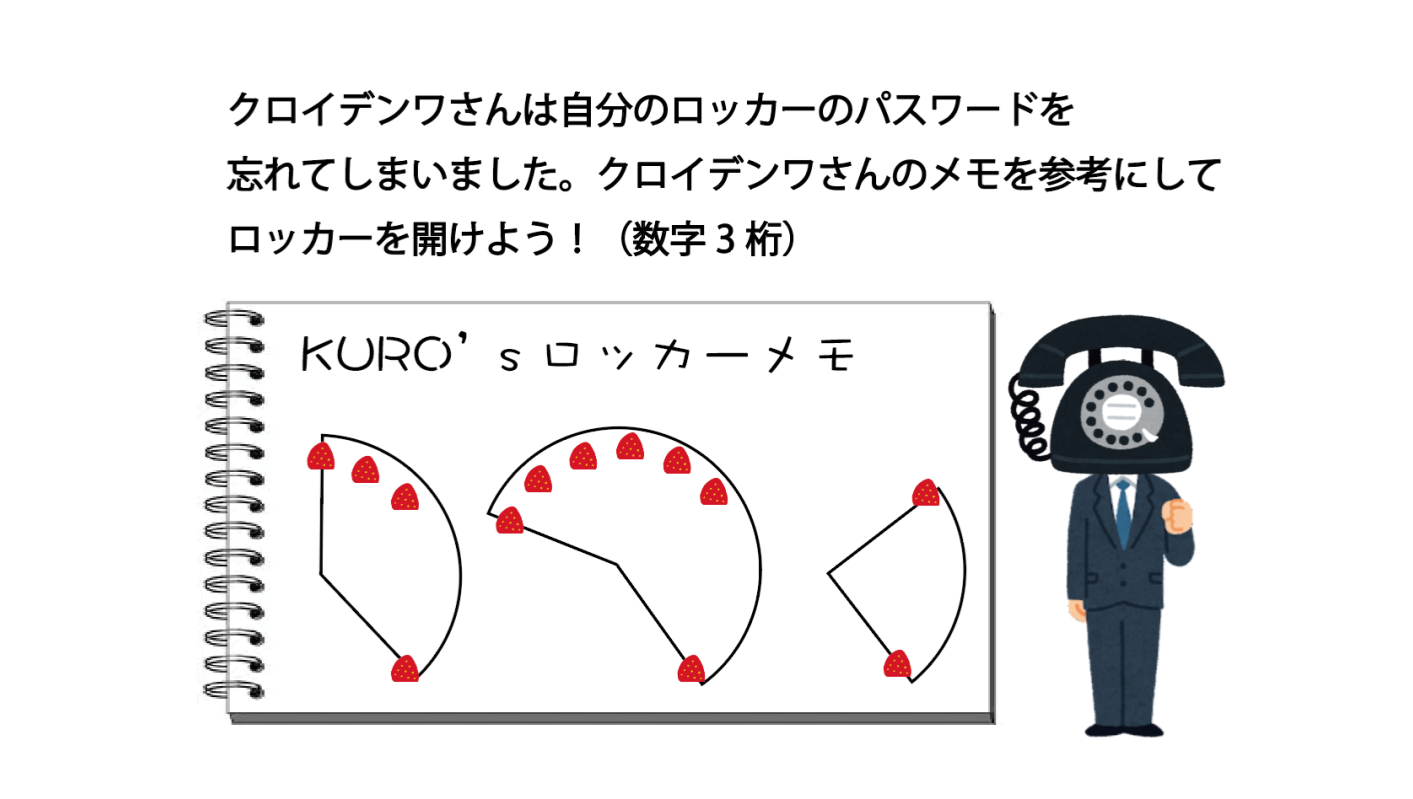 クロイデンワさんは自分のロッカーのパスワードを
忘れてしまいました。クロイデンワさんのメモを参考にして
ロッカーを開けよう！（数字３桁）
KURO’sロッカーメモ